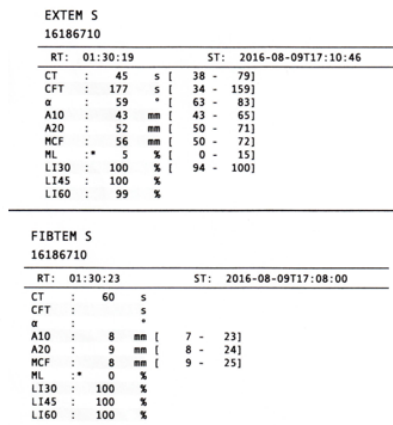 EXTEM S
16186710
RT: 01:30:19 ST: 2016-08-09T17:10:46
CT : 45 s [ 38 - 79]
CFT : 177 s [ 34 - 159]
α : 59 ° [ 63 - 83]
A10 : 43 mm [ 43 - 65]
A20 : 52 mm [ 50 - 71]
MCF : 56 mm [ 50 - 72]
ML :* 5 % [ 0 - 15]
LI30 : 100 % [ 94 - 100]
LI45 : 100 %
LI60 : 99 %
FIBTEM S
16186710
RT: 01:30:23 ST: 2016-08-09T17:08:00
CT : 60 s
CFT : s
α : °
A10 : 8 mm [ 7 - 23]
A20 : 9 mm [ 8 - 24]
MCF : 8 mm [ 9 - 25]
ML :* 0 %
LI30 : 100 %
LI45 : 100 %
LI60 : 100 %